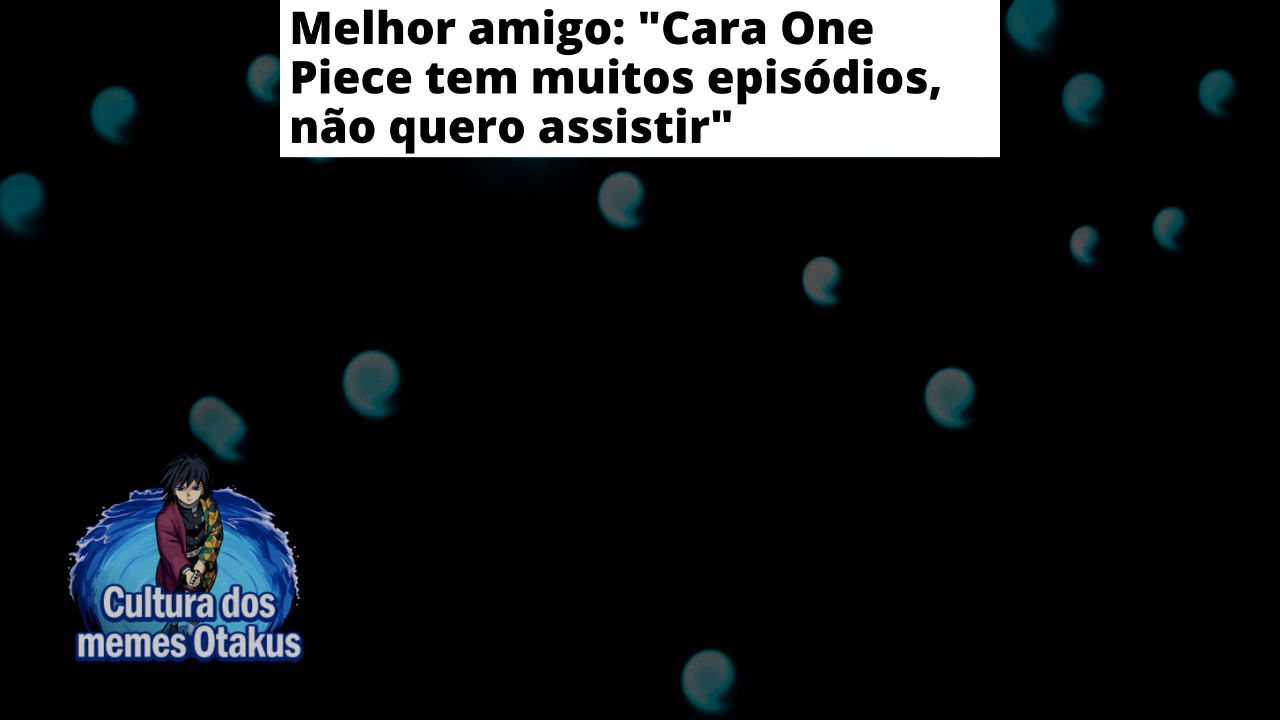 Melhor amigo: "Cara One
Piece tem muitos episódios,
não quero assistir"
Cultura dos
memes Otakus